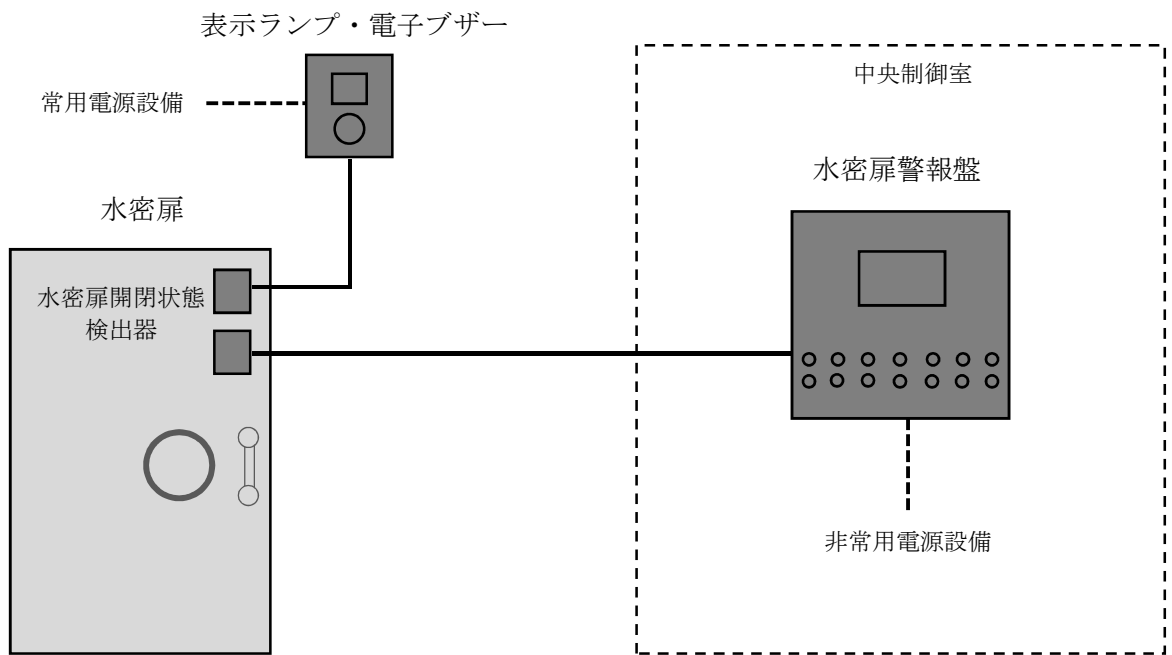 表示ランプ・電子ブザー
常用電源設備
水密扉
水密扉開閉状態
検出器
中央制御室
水密扉警報盤
非常用電源設備